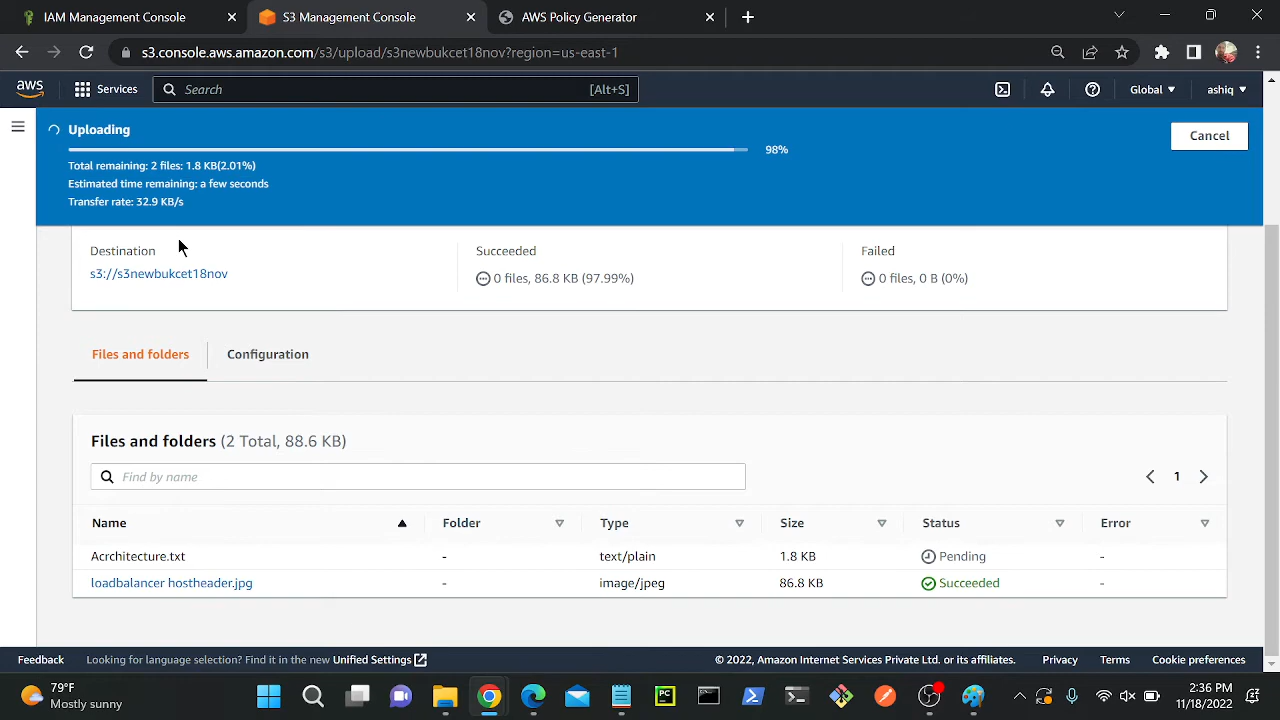 IAM Management Console
S3 Management Console
AWS Policy Generator
s3.console.aws.amazon.com/s3/upload/s3newbukcet18nov?region=us-east-1
aws
Services
Search
[Alt+S]
Global
ashiq
Uploading
98%
Cancel
Total remaining: 2 files: 1.8 KB(2.01%)
Estimated time remaining: a few seconds
Transfer rate: 32.9 KB/s
Destination
s3://s3newbukcet18nov
Succeeded
0 files, 86.8 KB (97.99%)
Failed
0 files, 0 B (0%)
Files and folders
Configuration
Files and folders (2 Total, 88.6 KB)
Find by name
1
Name Folder Type Size Status Error
Acrchitecture.txt - text/plain 1.8 KB Pending -
loadbalancer hostheader.jpg - image/jpeg 86.8 KB Succeeded -
Feedback
Looking for language selection? Find it in the new Unified Settings
© 2022, Amazon Internet Services Private Ltd. or its affiliates.
Privacy
Terms
Cookie preferences
79°F
Mostly sunny
PC
2:36 PM
11/18/2022